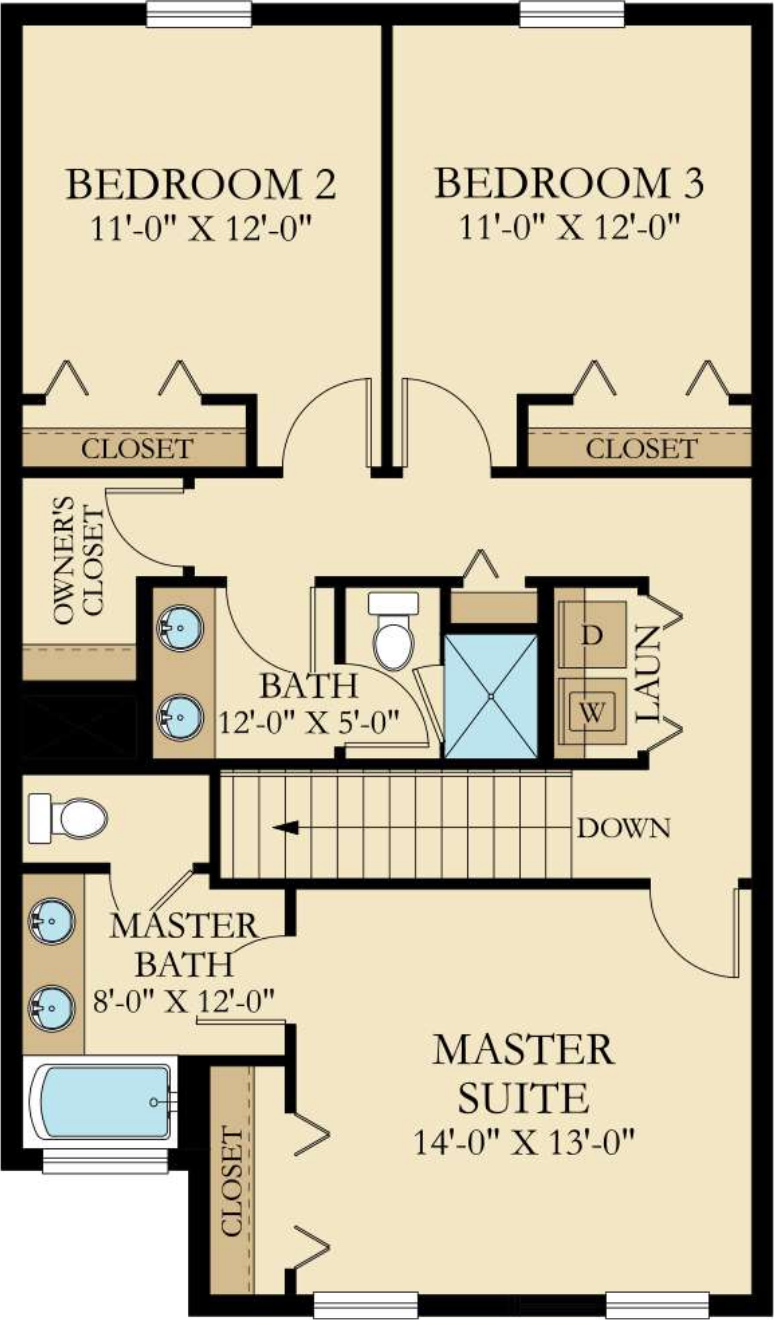 BEDROOM 2
11'-0" X 12'-0"
BEDROOM 3
11'-0" X 12'-0"
CLOSET
CLOSET
OWNER'S
CLOSET
BATH
12'-0" X 5'-0"
D
W
LAUN
DOWN
MASTER
BATH
8'-0" X 12'-0"
MASTER
SUITE
14'-0" X 13'-0"
CLOSET